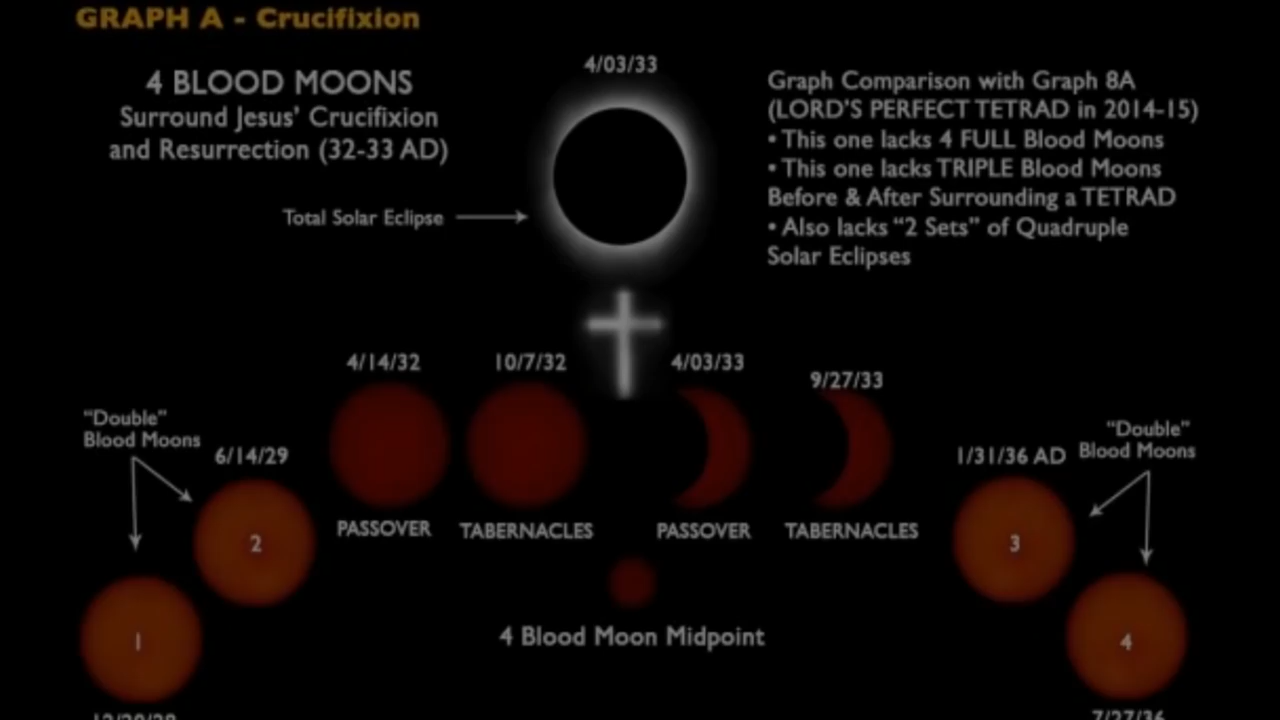 GRAPH A - Crucifixion
4 BLOOD MOONS
Surround Jesus' Crucifixion
and Resurrection (32-33 AD)
Total Solar Eclipse
4/03/33
Graph Comparison with Graph 8A
(LORD'S PERFECT TETRAD in 2014-15)
• This one lacks 4 FULL Blood Moons
• This one lacks TRIPLE Blood Moons
Before & After Surrounding a TETRAD
• Also lacks “2 Sets” of Quadruple
Solar Eclipses
“Double”
Blood Moons
6/14/29
4/14/32
10/7/32
4/03/33
9/27/33
1/31/36 AD
“Double”
Blood Moons
2
PASSOVER
TABERNACLES
PASSOVER
TABERNACLES
3
1
4 Blood Moon Midpoint
4
7/27/36